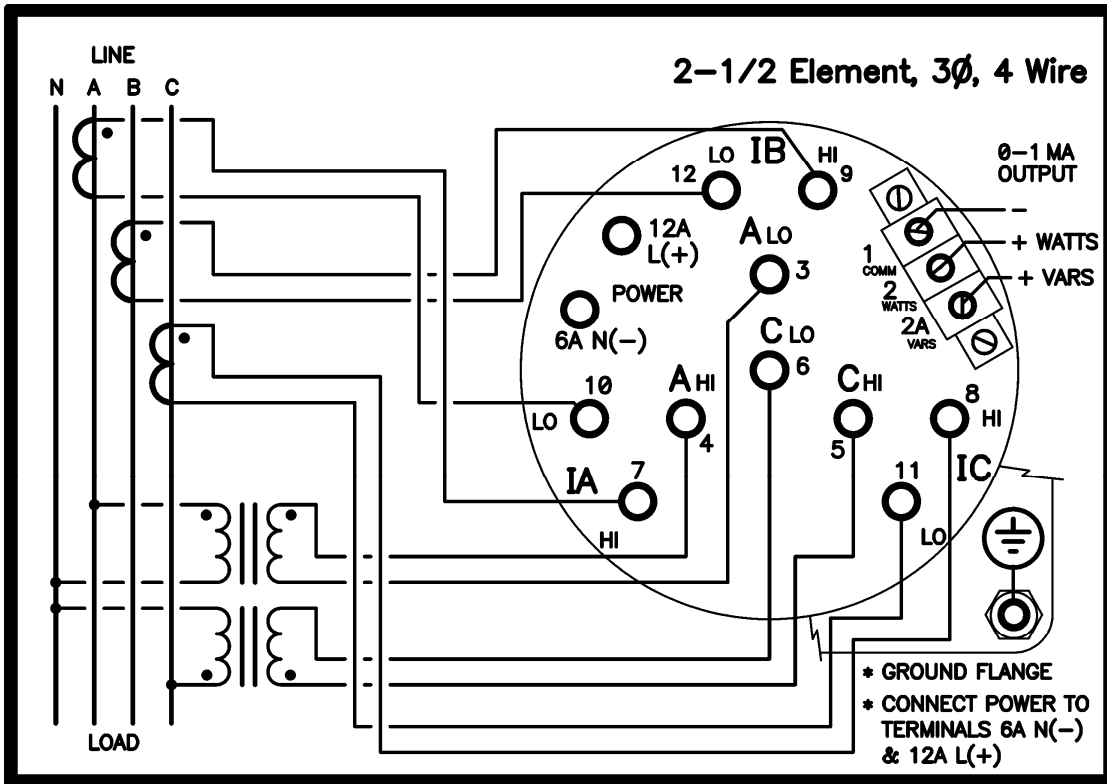 LINE
N A B C
2-1/2 Element, 3Ø, 4 Wire
0-1 MA
OUTPUT
-
+ WATTS
+ VARS
12 LO IB HI 9
12A
L(+)
A LO
3
POWER
6A N(-)
C LO
6
1
COMM
2
WATTS
2A
VARS
10
LO
A HI
4
C HI
5
8
HI
7
IA
HI
11
IC
LO
* GROUND FLANGE
* CONNECT POWER TO
TERMINALS 6A N(-)
& 12A L(+)
LOAD